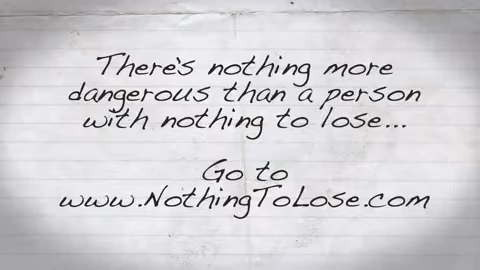 There's nothing more
dangerous than a person
with nothing to lose...
Go to
www.NothingToLose.com